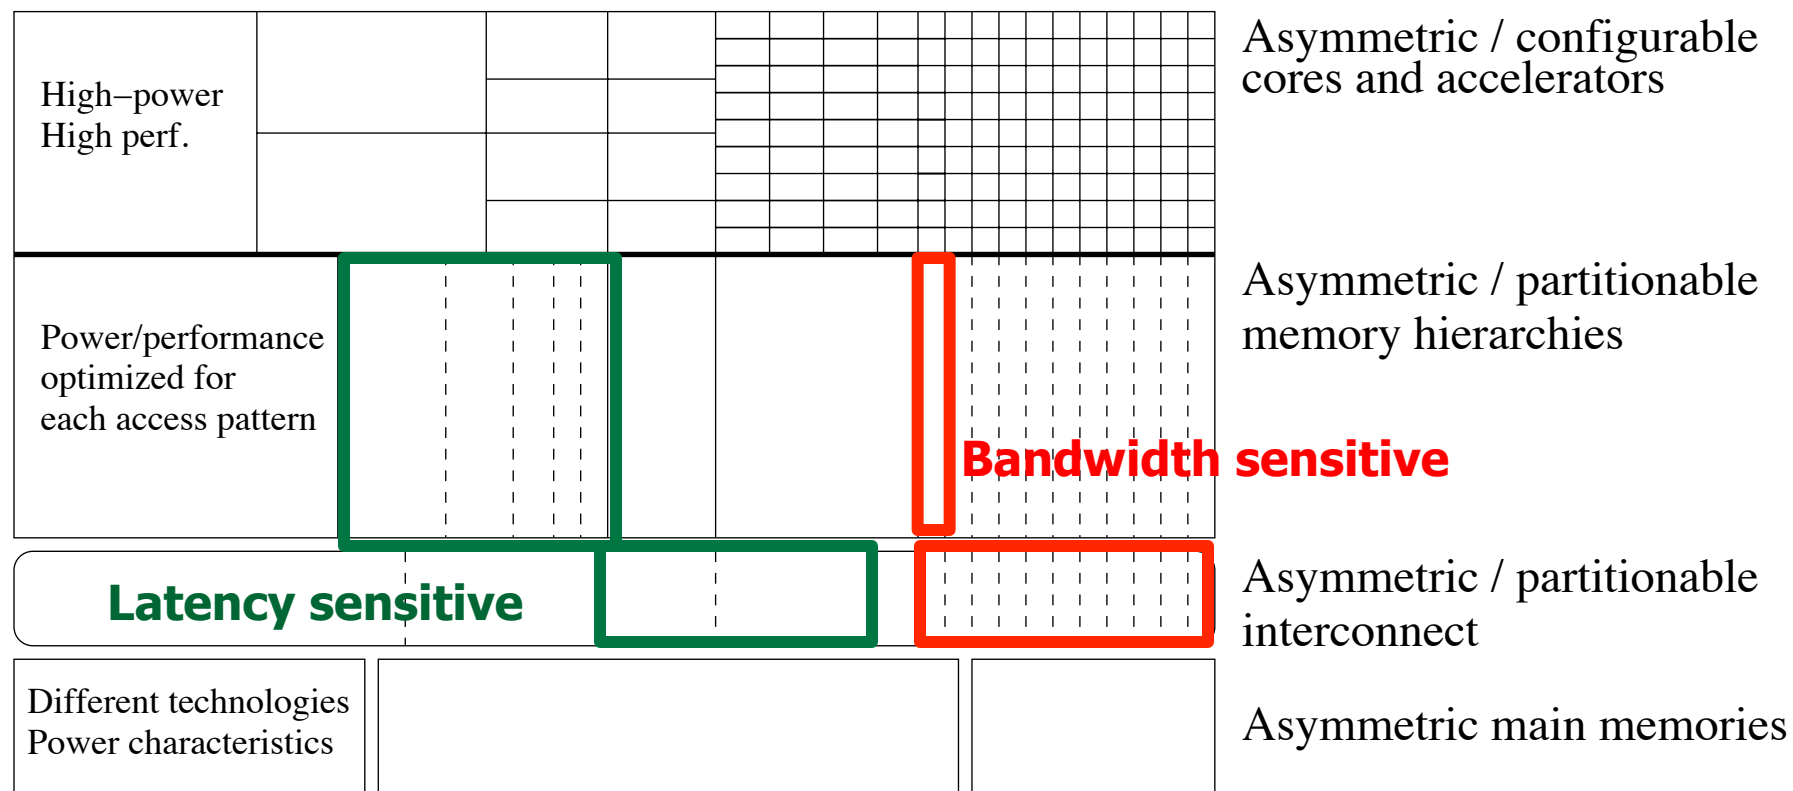 Asymmetric / configurable
cores and accelerators
High–power
High perf.
Asymmetric / partitionable
memory hierarchies
Power/performance
optimized for
each access pattern
Bandwidth sensitive
Latency sensitive
Asymmetric / partitionable
interconnect
Different technologies
Power characteristics
Asymmetric main memories